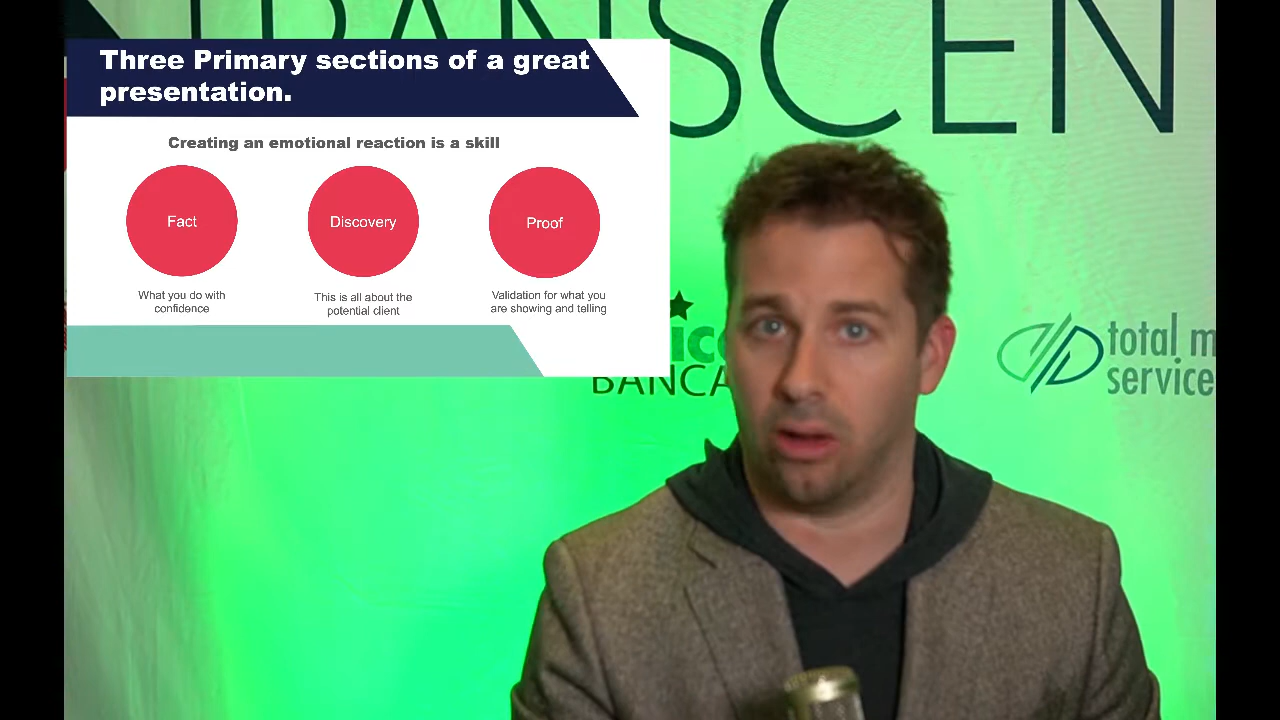 Three Primary sections of a great
presentation.
Creating an emotional reaction is a skill
Fact
Discovery
Proof
What you do with
confidence
This is all about the
potential client
Validation for what you
are showing and telling
BANCA
total m
service